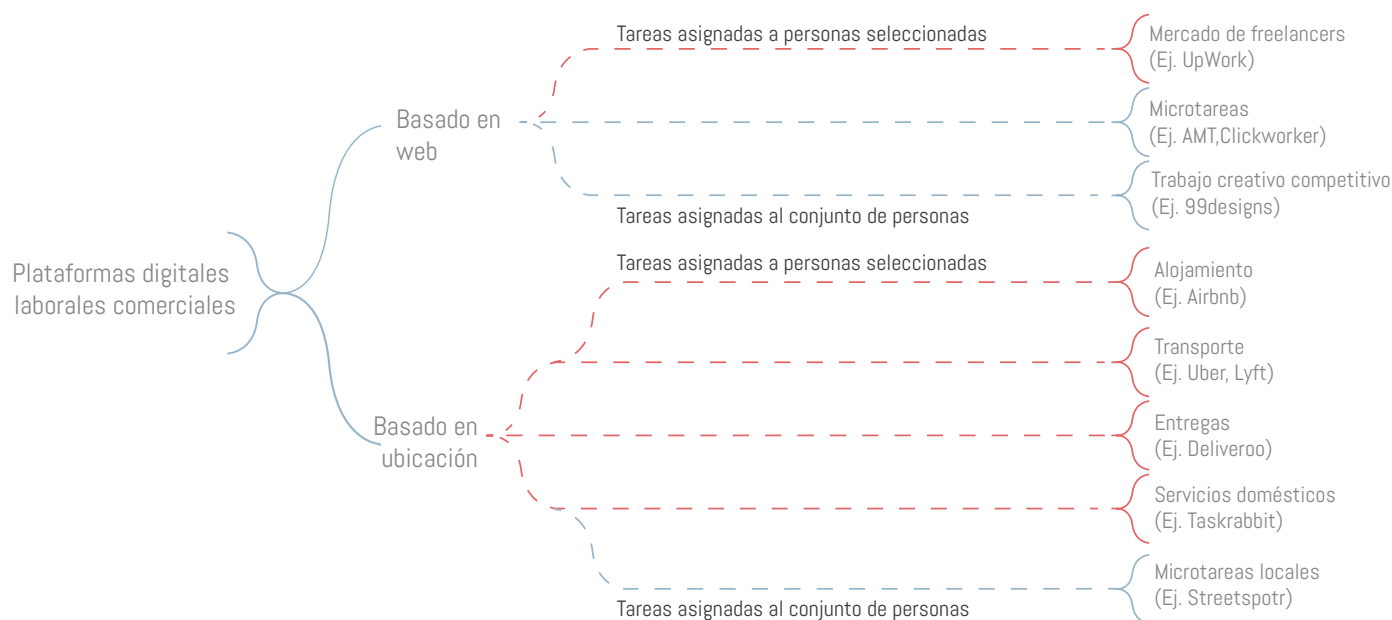 Plataformas digitales
laborales comerciales
Basado en
web
Tareas asignadas a personas seleccionadas
Mercado de freelancers
(Ej. UpWork)
Microtareas
(Ej. AMT,Clickworker)
Trabajo creativo competitivo
(Ej. 99designs)
Tareas asignadas al conjunto de personas
Basado en
ubicación
Tareas asignadas a personas seleccionadas
Alojamiento
(Ej. Airbnb)
Transporte
(Ej. Uber, Lyft)
Entregas
(Ej. Deliveroo)
Servicios domésticos
(Ej. Taskrabbit)
Microtareas locales
(Ej. Streetspotr)
Tareas asignadas al conjunto de personas